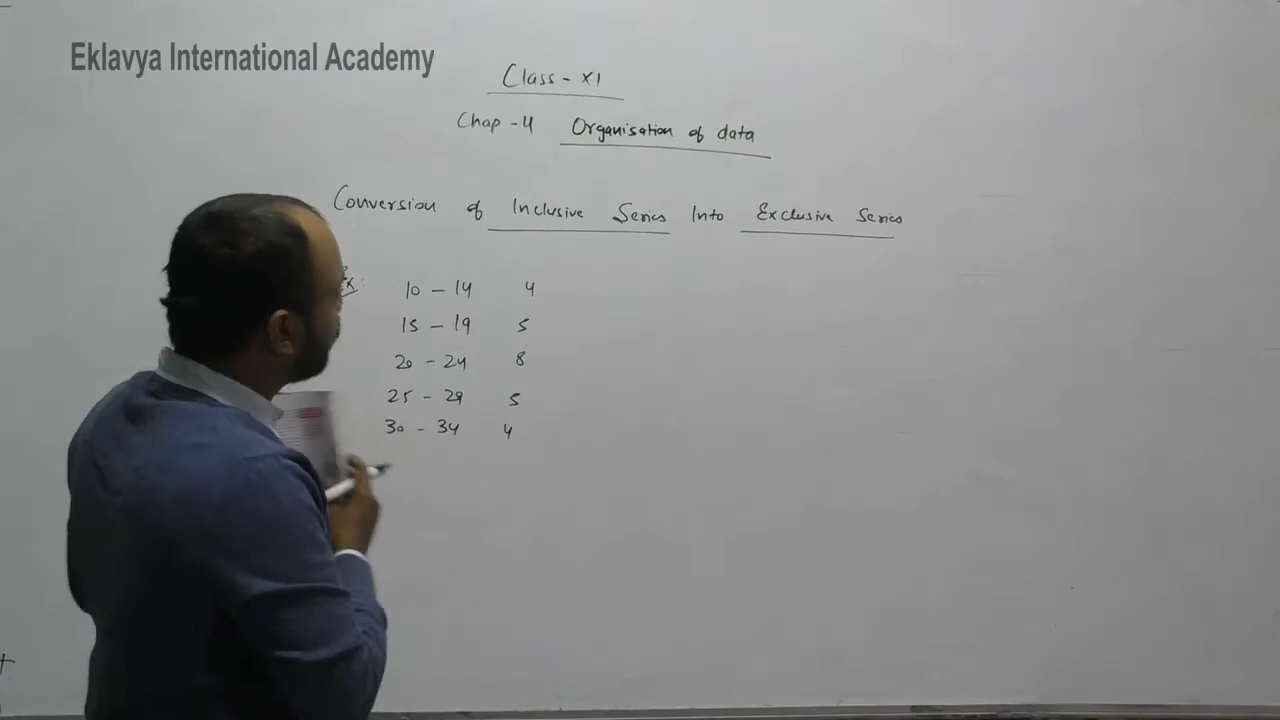 Eklavya International Academy
Class - XI
Chap - 4 Organisation of data
Conversion of Inclusive Series Into Exclusive Series
Ex:
10 - 14 4
15 - 19 5
20 - 24 8
25 - 29 5
30 - 34 4